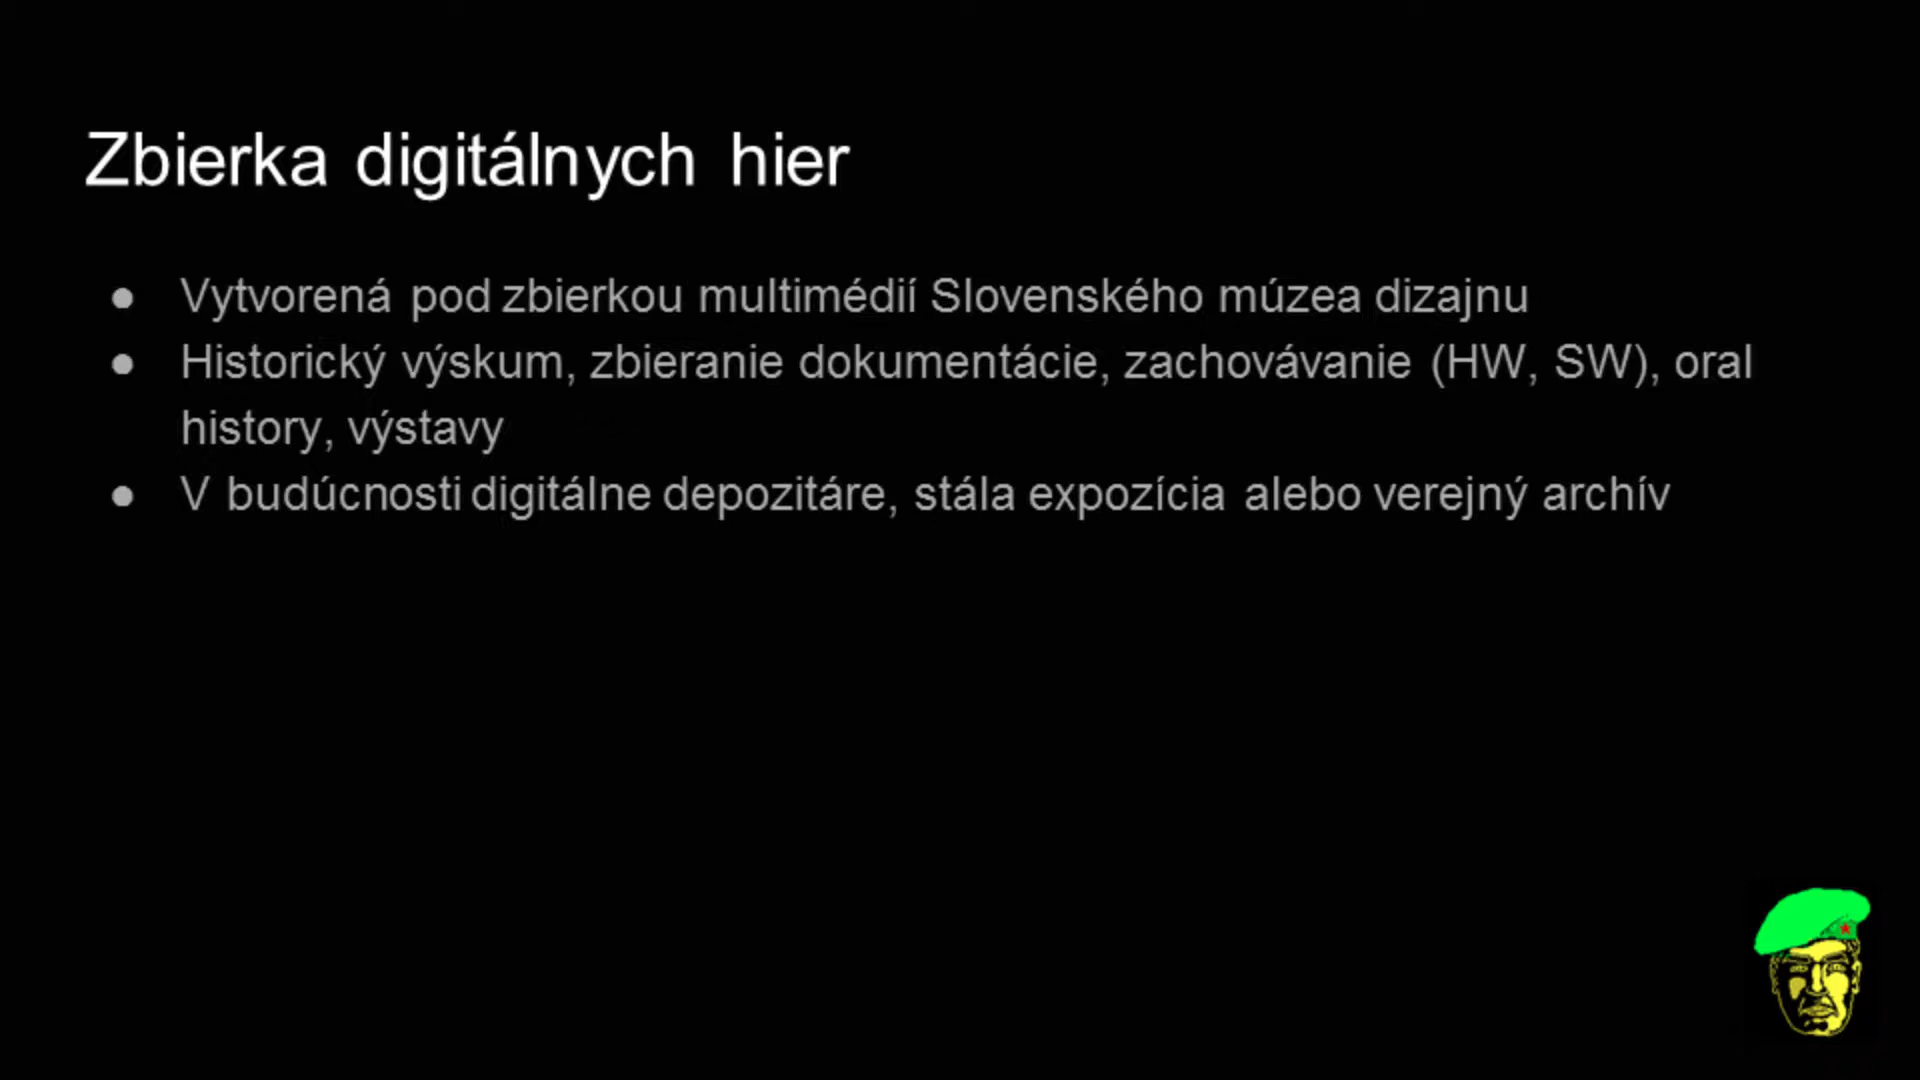 Zbierka digitálnych hier
● Vytvorená pod zbierkou multimédií Slovenského múzea dizajnu
● Historický výskum, zbieranie dokumentácie, zachovávanie (HW, SW), oral
history, výstavy
● V budúcnosti digitálne depozitáre, stála expozícia alebo verejný archív